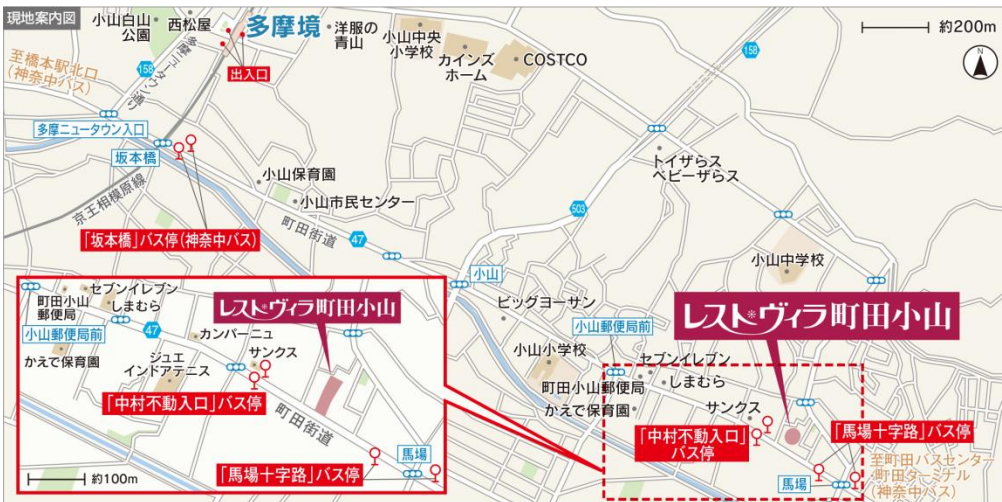 現地案内図
小山白山
公園
西松屋
多摩境
洋服の
青山
小山中央
小学校
カインズ
ホーム
COSTCO
158
約200m
N
至橋本駅北口
(神奈中バス)
158
多摩ニュータウン通り
出入口
多摩ニュータウン入口
坂本橋
小山保育園
小山市民センター
トイザらス
ベビーザらス
503
京王相模原線
「坂本橋」バス停(神奈中バス)
町田街道
47
小山
小山中学校
ビッグヨーサン
小山郵便局前
レストヴィラ町田小山
小山小学校
セブンイレブン
町田小山郵便局
しまむら
かえで保育園
サンクス
「中村不動入口」
バス停
「馬場十字路」バス停
馬場
至町田バスセンター
町田ターミナル
(神奈中バス)
セブンイレブン
町田小山
郵便局
しまむら
レストヴィラ町田小山
小山郵便局前
47
カンパーニュ
かえで保育園
ジュエ
インドアテニス
サンクス
「中村不動入口」バス停
町田街道
「馬場十字路」バス停
馬場
約100m